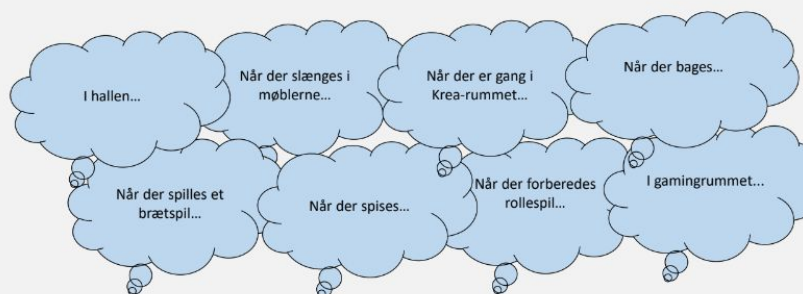 I hallen...
Når der slænges i
møblerne...
Når der er gang i
Krea-rummet...
Når der bages...
Når der spilles et
brætspil...
Når der spises...
Når der forberedes
rollespil...
I gamingrummet...